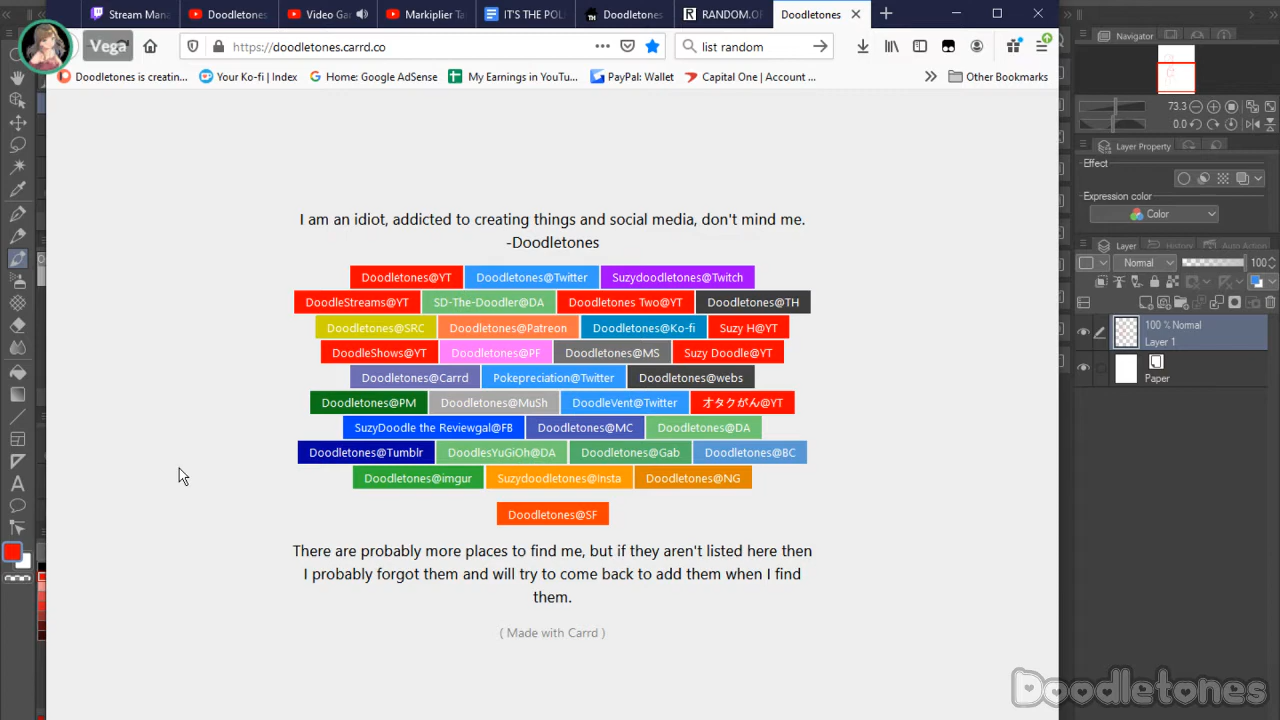 Stream Mana
Doodletones
Video Ga
Markiplier Ta
IT'S THE POL
Doodletones
RANDOM.OR
Doodletones
Vega
https://doodletones.carrd.co
list random
Doodletones is creatin...
Your Ko-fi | Index
Home Google AdSense
My Earnings in YouTu...
PayPal: Wallet
Capital One | Account ...
Other Bookmarks
I am an idiot, addicted to creating things and social media, don't mind me.
-Doodletones
Doodletones@YT Doodletones@Twitter Suzydoodletones@Twitch
DoodleStreams@YT SD-The-Doodler@DA Doodletones Two@YT Doodletones@TH
Doodletones@SRC Doodletones@Patreon Doodletones@Ko-fi Suzy H@YT
DoodleShows@YT Doodletones@PF Doodletones@MS Suzy Doodle@YT
Doodletones@Carrd Pokepreciation@Twitter Doodletones@webs
Doodletones@PM Doodletones@MuSh DoodleVent@Twitter オタクがん@YT
SuzyDoodle the Reviewgal@FB Doodletones@MC Doodletones@DA
Doodletones@Tumblr DoodlesYuGiOh@DA Doodletones@Gab Doodletones@BC
Doodletones@imgur Suzydoodletones@Insta Doodletones@NG
Doodletones@SF
There are probably more places to find me, but if they aren't listed here then
I probably forgot them and will try to come back to add them when I find
them.
( Made with Carrd )
Navigator
73.3
0.0
Layer Property
Effect
Expression color
Color
Layer History Auto Action
Normal 100
100 % Normal
Layer 1
Paper
Doodletones